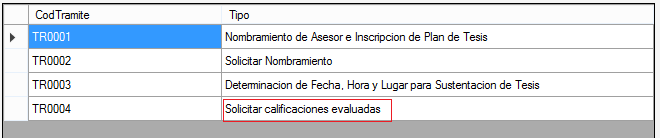 CodTramite Tipo
TR0001 Nombramiento de Asesor e Inscripcion de Plan de Tesis
TR0002 Solicitar Nombramiento
TR0003 Determinacion de Fecha, Hora y Lugar para Sustentacion de Tesis
TR0004 Solicitar calificaciones evaluadas